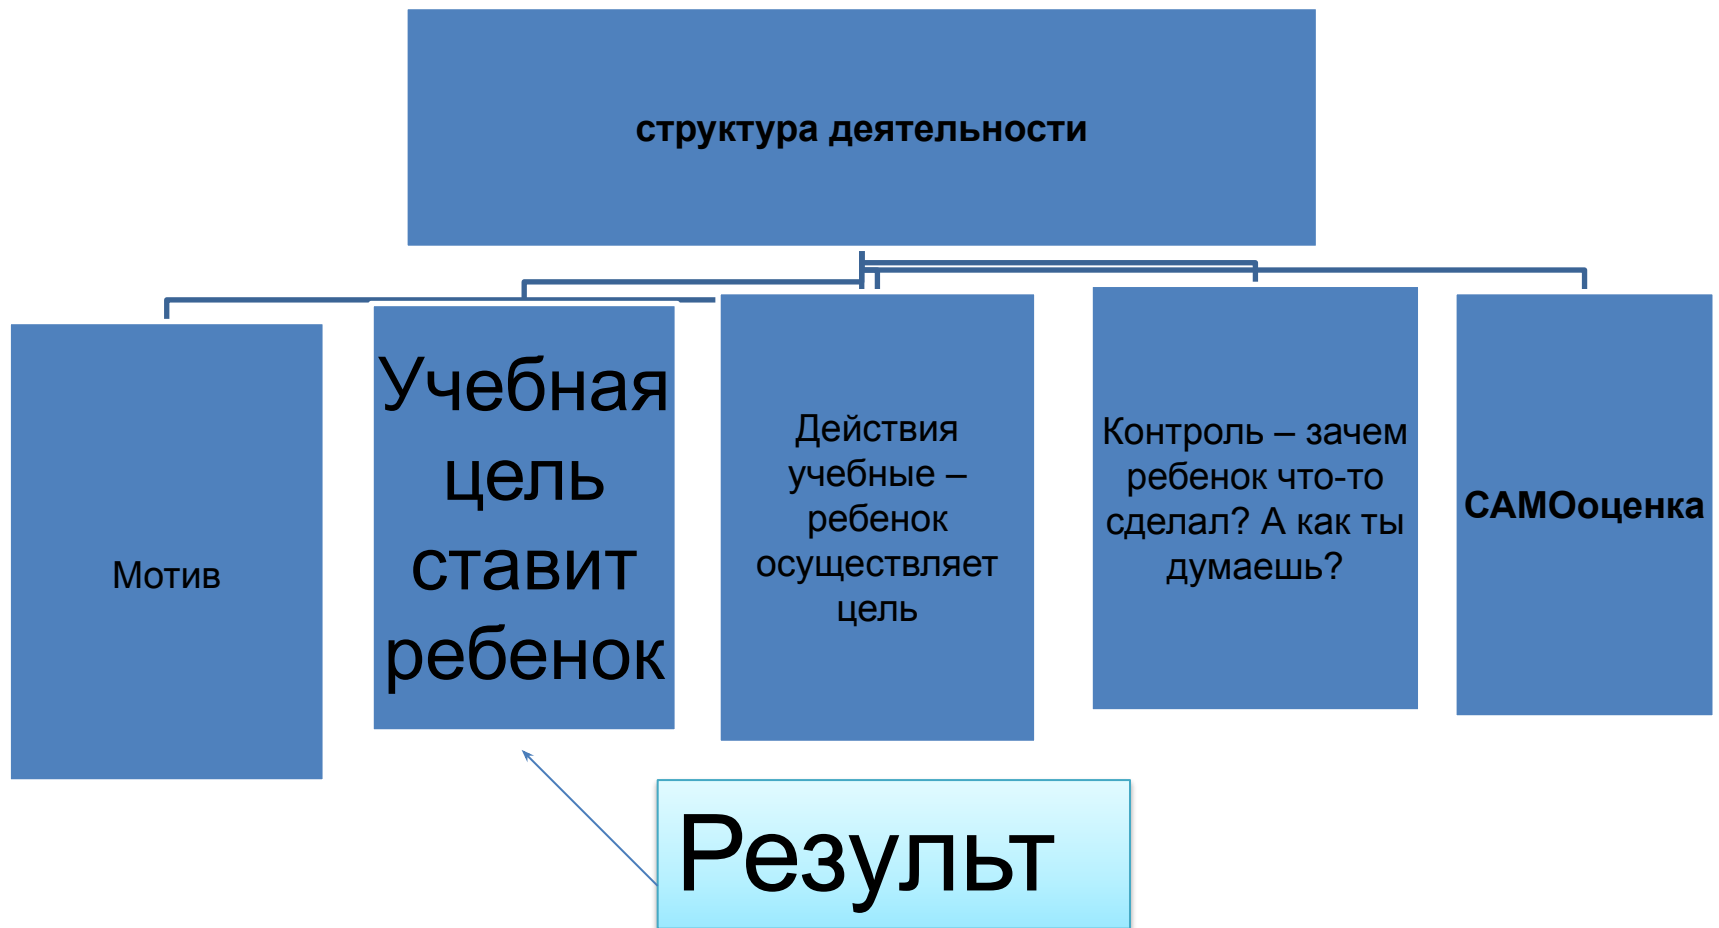 структура деятельности
Мотив
Учебная
цель
ставит
ребенок
Действия
учебные –
ребенок
осуществляет
цель
Контроль – зачем
ребенок что-то
сделал? А как ты
думаешь?
САМОоценка
Результ